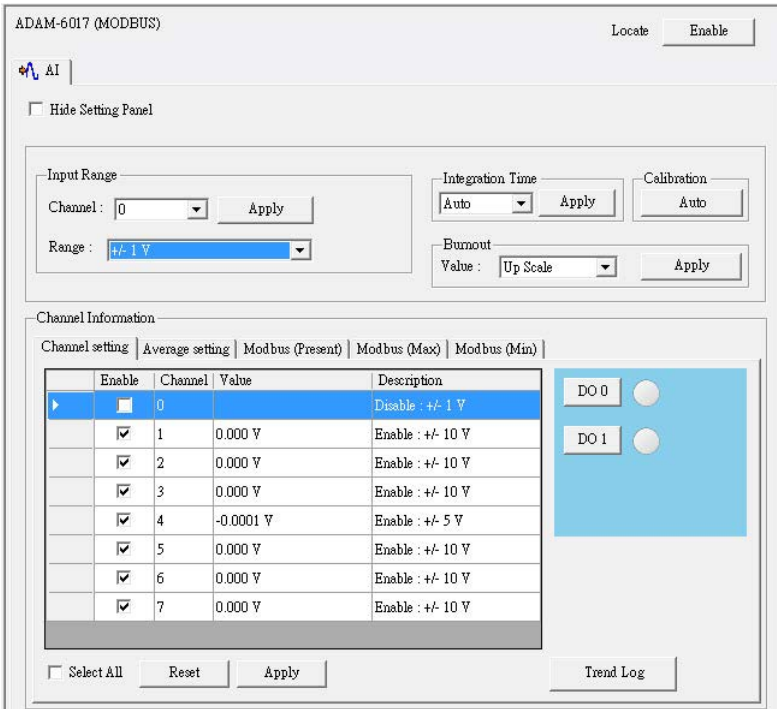 ADAM-6017 (MODBUS)
Locate Enable
AI
Hide Setting Panel
Input Range
Channel : 0 Apply
Range : +/- 1 V
Integration Time
Auto Apply
Calibration
Auto
Burnout
Value : Up Scale Apply
Channel Information
Channel setting Average setting Modbus (Present) Modbus (Max) Modbus (Min)
Enable Channel Value Description
0 Disable : +/- 1 V
1 0.000 V Enable : +/- 10 V
2 0.000 V Enable : +/- 10 V
3 0.000 V Enable : +/- 10 V
4 -0.0001 V Enable : +/- 5 V
5 0.000 V Enable : +/- 10 V
6 0.000 V Enable : +/- 10 V
7 0.000 V Enable : +/- 10 V
DO 0
DO 1
Select All Reset Apply Trend Log